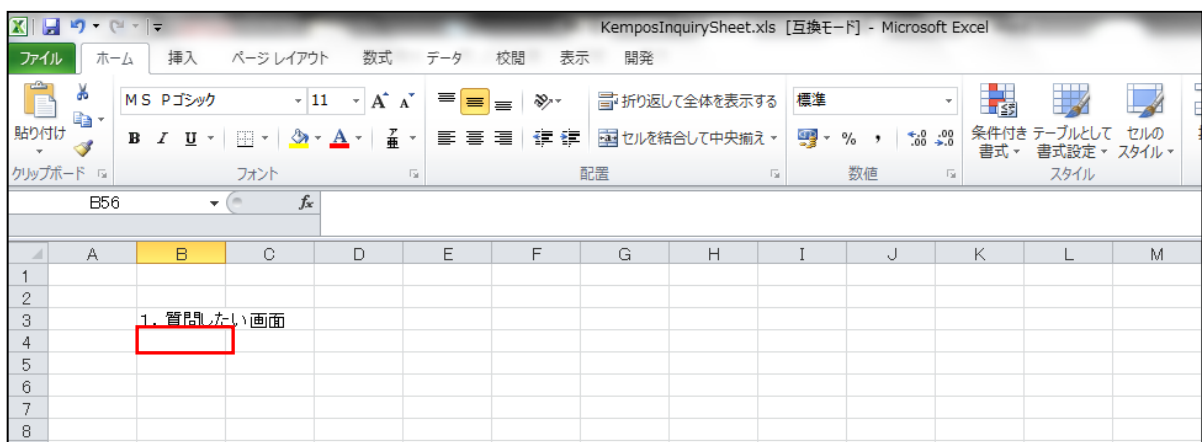 KemposInquirySheet.xls [互換モード] - Microsoft Excel
ファイル ホーム 挿入 ページ レイアウト 数式 データ 校閲 表示 開発
貼り付け
クリップボード
MS Pゴシック 11 A A
B I U A ア亜
フォント
折り返して全体を表示する
セルを結合して中央揃え
配置
標準
% , .0 .00 .00 .0
数値
条件付き書式 テーブルとして書式設定 セルのスタイル
スタイル
B56 fx
A B C D E F G H I J K L M
1
2
3 1. 質問したい画面
4
5
6
7
8